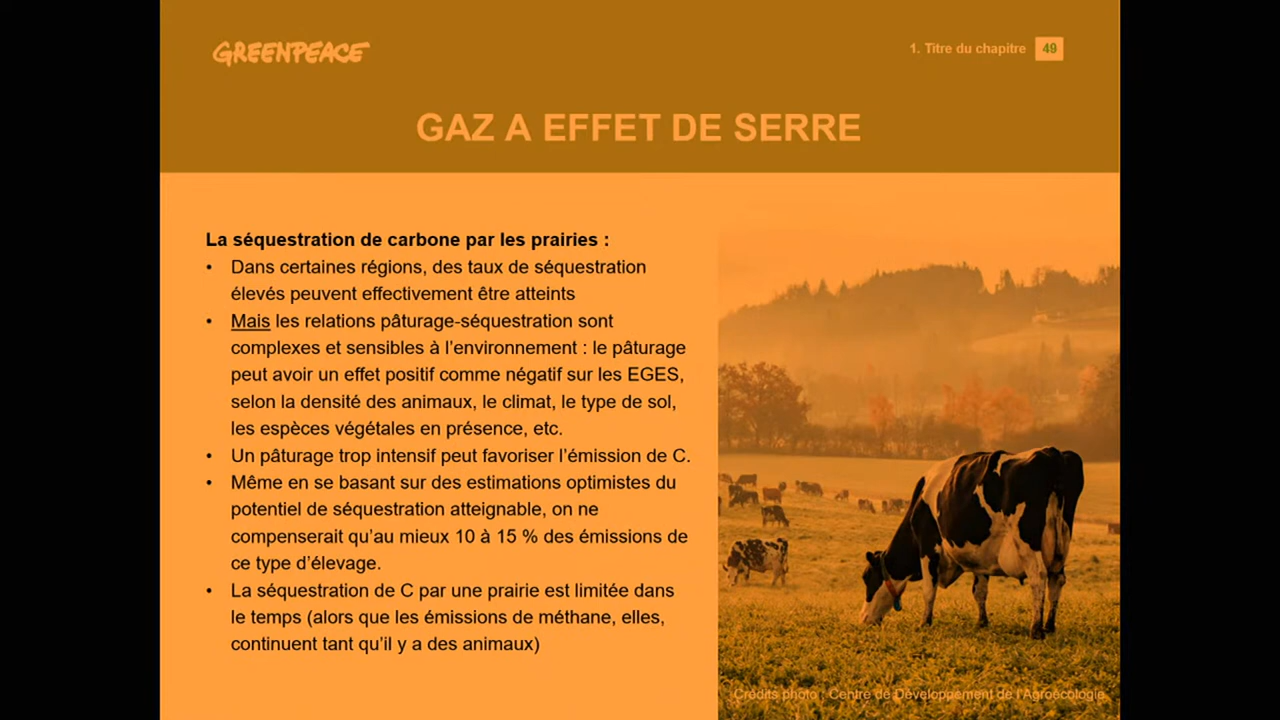 GREENPEACE
1. Titre du chapitre 49
GAZ A EFFET DE SERRE
La séquestration de carbone par les prairies :
• Dans certaines régions, des taux de séquestration
élevés peuvent effectivement être atteints
• Mais les relations pâturage-séquestration sont
complexes et sensibles à l'environnement : le pâturage
peut avoir un effet positif comme négatif sur les EGES,
selon la densité des animaux, le climat, le type de sol,
les espèces végétales en présence, etc.
• Un pâturage trop intensif peut favoriser l'émission de C.
• Même en se basant sur des estimations optimistes du
potentiel de séquestration atteignable, on ne
compenserait qu'au mieux 10 à 15 % des émissions de
ce type d'élevage.
• La séquestration de C par une prairie est limitée dans
le temps (alors que les émissions de méthane, elles,
continuent tant qu'il y a des animaux)
Crédits photo : Centre de Développement de l'Agroécologie